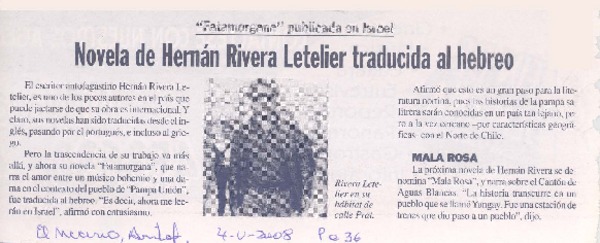 "Fatamorgana" publicada en Israel
Novela de Hernán Rivera Letelier traducida al hebreo
El escritor antofagastino Hernán Rivera Le-
telier, es uno de los pocos autores en el país que
puede jactarse de que su obra es internacional. Y
claro, sus novelas han sido traducidas desde el in-
glés, pasando por el portugués, e incluso al grie-
go.
Pero la trascendencia de su trabajo va más
allá, y ahora su novela "Fatamorgana", que na-
rra el amor entre un músico bohemio y una da-
ma en el contexto del pueblo de "Pampa Unión",
fue traducida al hebreo. "Es decir, ahora me lee-
rán en Israel", afirmó con entusiasmo.
Rivera Lete-
lier en su
hábitat de
calle Prat.
Afirmó que esto es un gran paso para la lite-
ratura nortina, pues las historias de la pampa sa-
litrera serán conocidas en un país tan lejano, pe-
ro a la vez cercano -por características geográfi-
cas- con el Norte de Chile.
MALA ROSA
La próxima novela de Hernán Rivera se de-
nomina "Mala Rosa", y narra sobre el Cantón de
Aguas Blancas. "La historia transcurre en un
pueblo que se llamó Yungay. Fue una estación de
trenes que dio paso a un pueblo", dijo.
El Mercurio, Antof. 4-V-2008 Pa 36